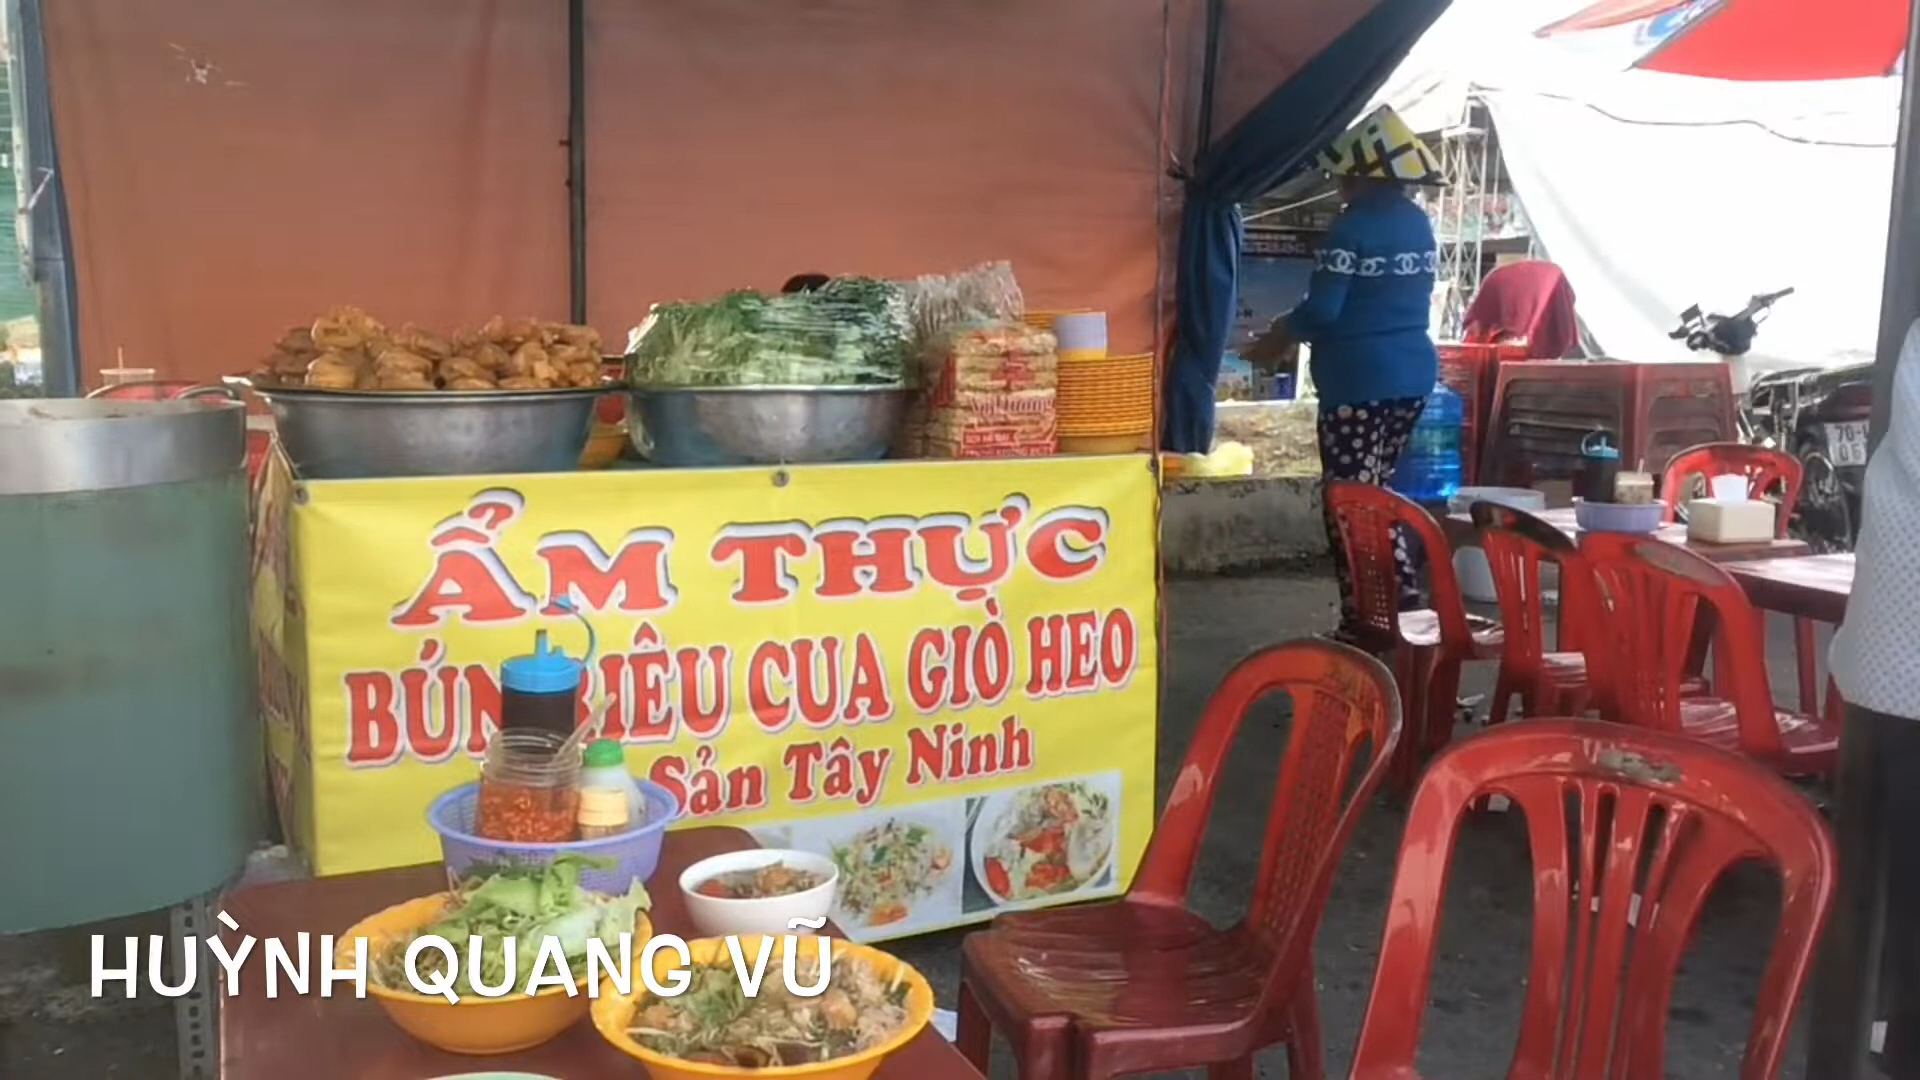 ẨM THỰC
BÚN RIÊU CUA GIÒ HEO
Sản Tây Ninh
HUỲNH QUANG VŨ